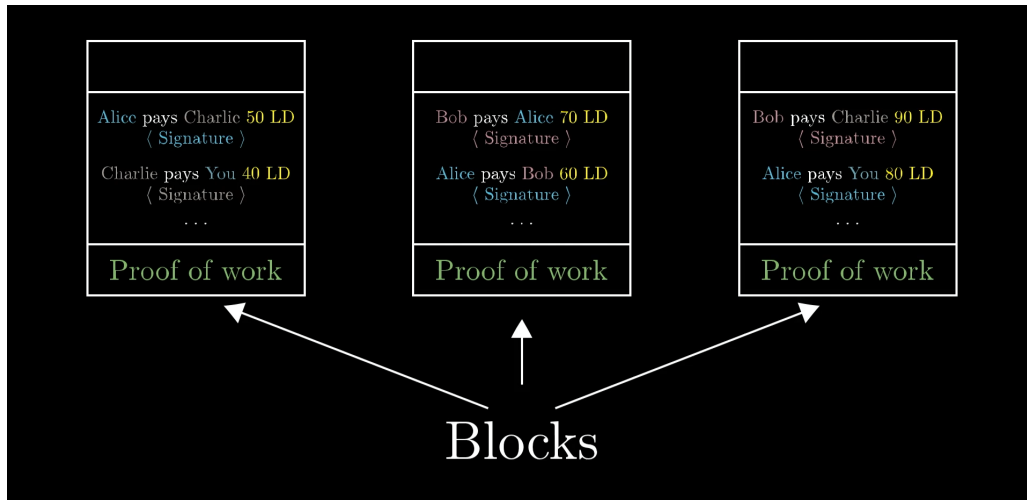 Alice pays Charlie 50 LD
⟨ Signature ⟩
Charlie pays You 40 LD
⟨ Signature ⟩
...
Proof of work
Bob pays Alice 70 LD
⟨ Signature ⟩
Alice pays Bob 60 LD
⟨ Signature ⟩
...
Proof of work
Bob pays Charlie 90 LD
⟨ Signature ⟩
Alice pays You 80 LD
⟨ Signature ⟩
...
Proof of work
Blocks